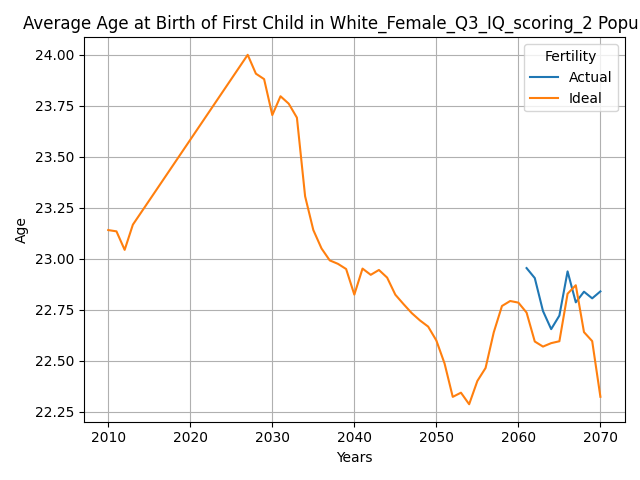 Average Age at Birth of First Child in White_Female_Q3_IQ_scoring_2 Popu
Fertility
Actual
Ideal
24.00
23.75
23.50
23.25
23.00
22.75
22.50
22.25
Age
2010 2020 2030 2040 2050 2060 2070
Years